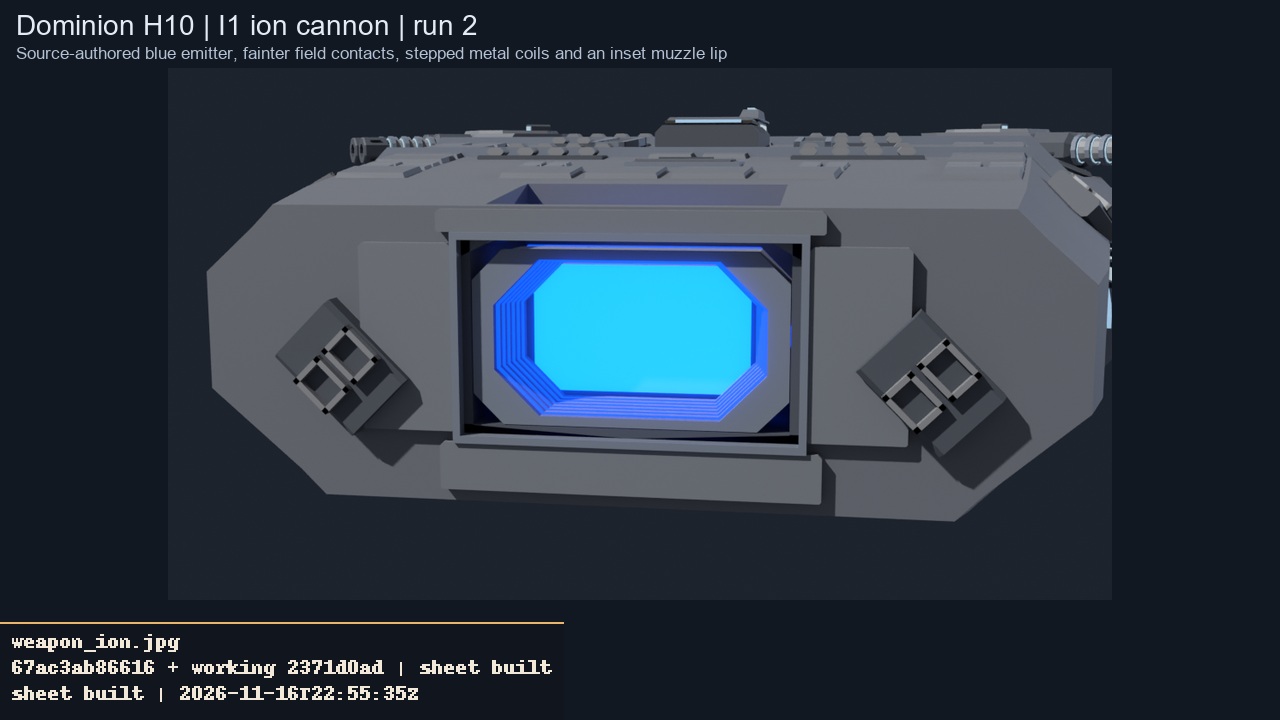 Dominion H10 | I1 ion cannon | run 2
Source-authored blue emitter, fainter field contacts, stepped metal coils and an inset muzzle lip
weapon_ion.jpg
67ac3ab86616 + working 2371d0ad | sheet built
sheet built | 2026-11-16T22:55:35Z